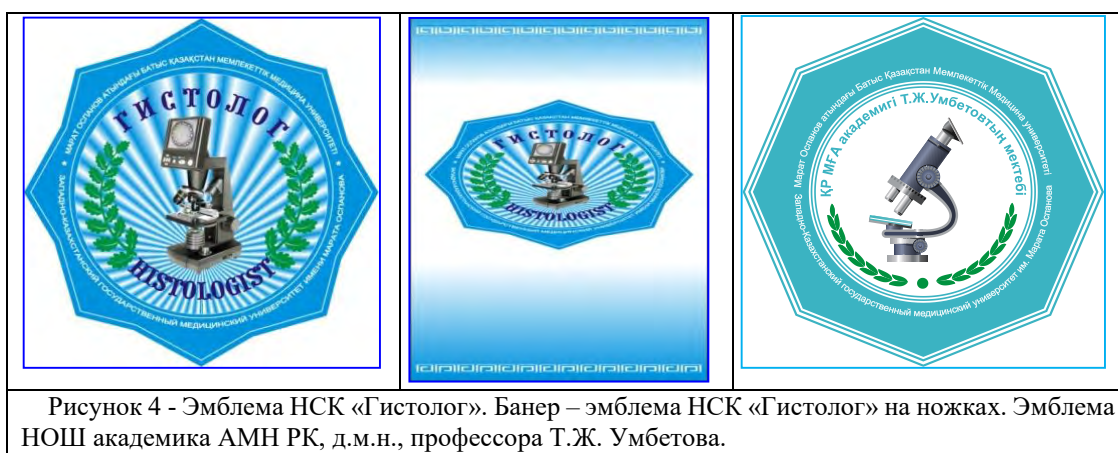 МАРАТ ОСПАНОВ АТЫНДАҒЫ БАТЫС ҚАЗАҚСТАН МЕМЛЕКЕТТІК МЕДИЦИНА УНИВЕРСИТЕТІ
ГИСТОЛОГ
HISTOLOGIST
ЗАПАДНО-КАЗАХСТАНСКИЙ ГОСУДАРСТВЕННЫЙ МЕДИЦИНСКИЙ УНИВЕРСИТЕТ ИМЕНИ МАРАТА ОСПАНОВА
ГИСТОЛОГ
HISTOLOGIST
Марат Оспанов атындағы Батыс Қазақстан Мемлекеттік Медицина университеті
ҚР МҒА академигі Т.Ж.Умбетовтың мектебі
Западно-Казахстанский государственный медицинский университет им. Марата Оспанова
Рисунок 4 - Эмблема НСК «Гистолог». Банер – эмблема НСК «Гистолог» на ножках. Эмблема
НОШ академика АМН РК, д.м.н., профессора Т.Ж. Умбетова.